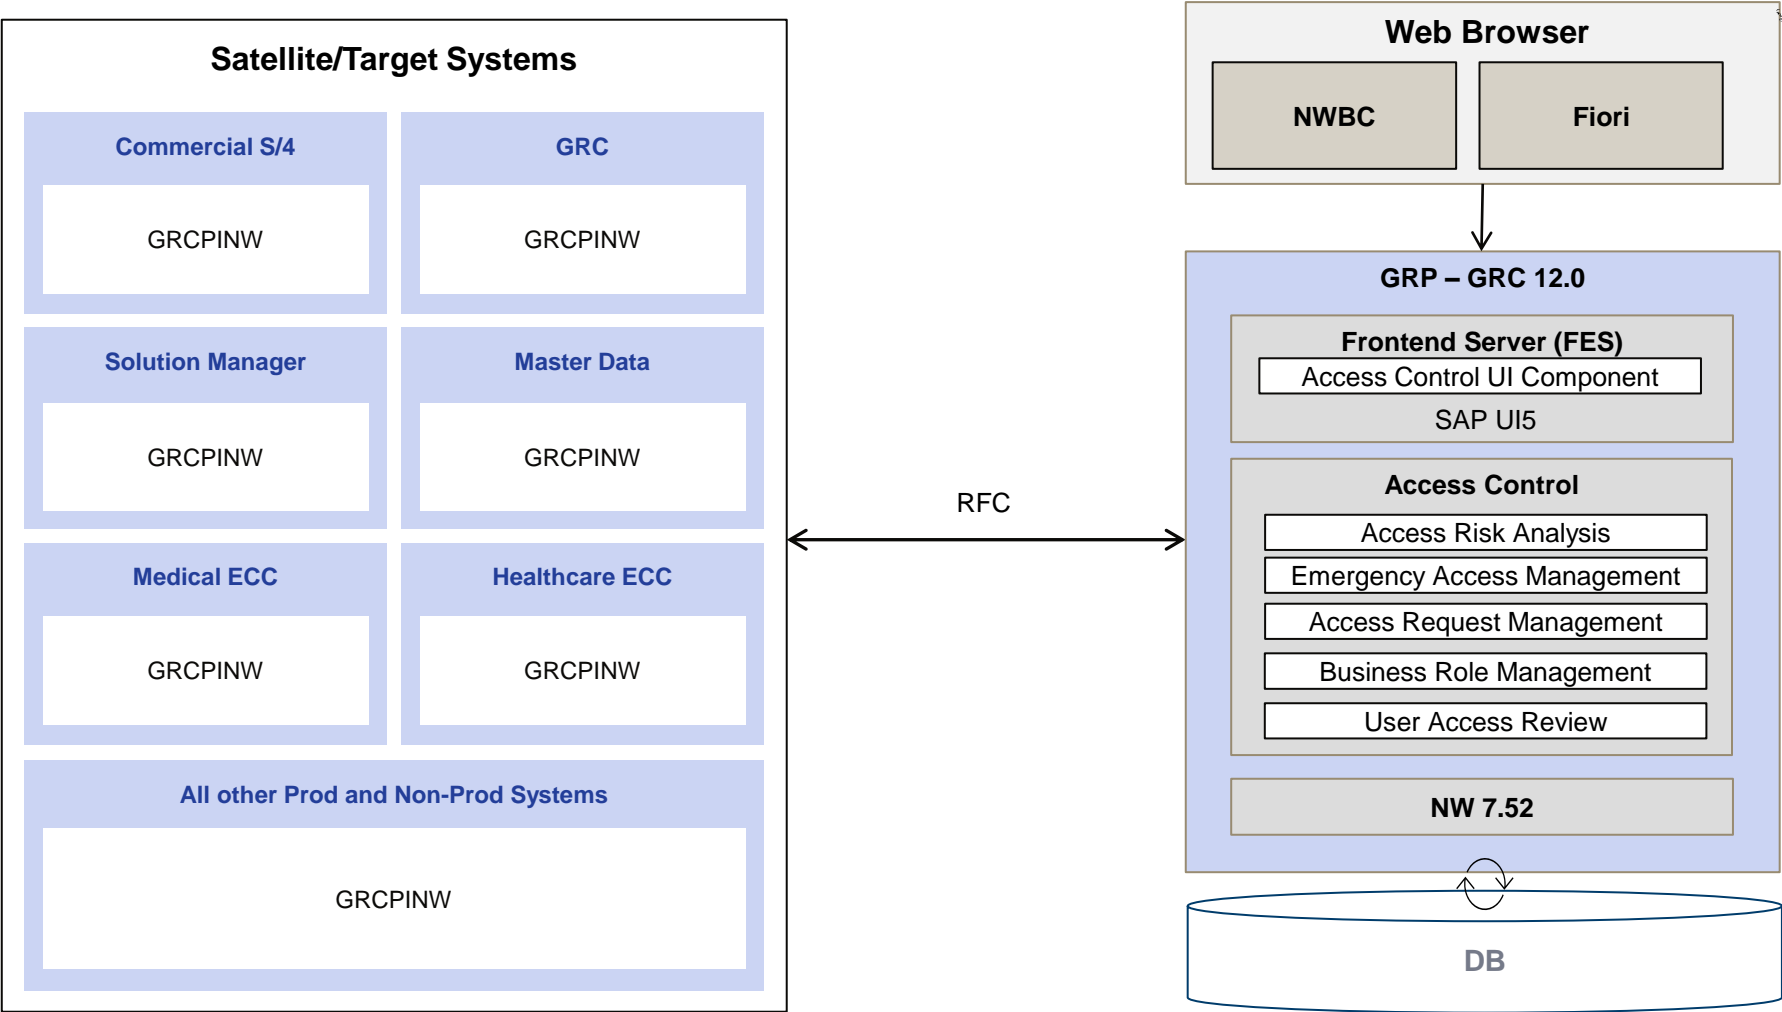 Satellite/Target Systems
Commercial S/4
GRCPINW
GRC
GRCPINW
Solution Manager
GRCPINW
Master Data
GRCPINW
Medical ECC
GRCPINW
Healthcare ECC
GRCPINW
All other Prod and Non-Prod Systems
GRCPINW
RFC
Web Browser
NWBC
Fiori
GRP – GRC 12.0
Frontend Server (FES)
Access Control UI Component
SAP UI5
Access Control
Access Risk Analysis
Emergency Access Management
Access Request Management
Business Role Management
User Access Review
NW 7.52
DB